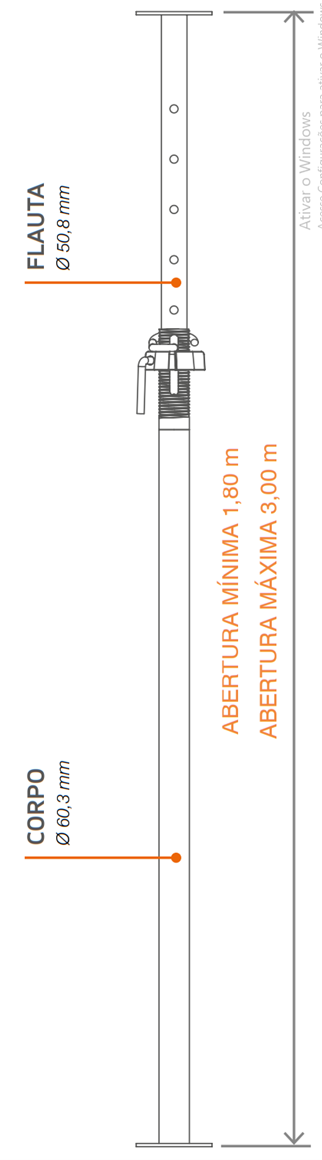 FLAUTA
Ø 50,8 mm
CORPO
Ø 60,3 mm
ABERTURA MÍNIMA 1,80 m
ABERTURA MÁXIMA 3,00 m
Ativar o Windows
Acesse Configurações para ativar o Windows.